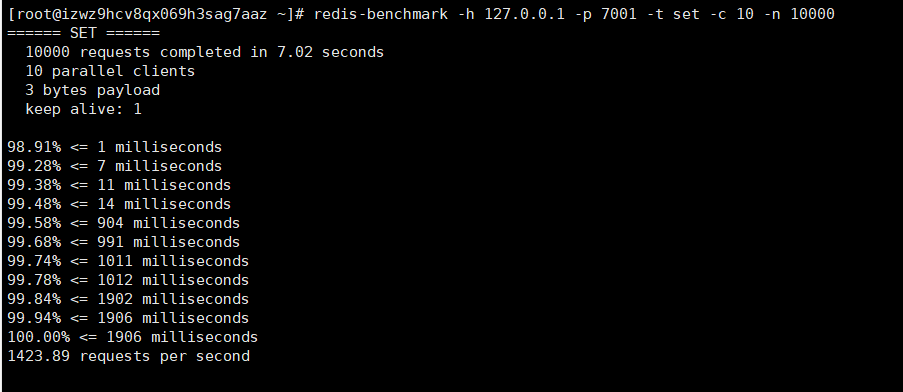 [root@izwz9hcv8qx069h3sag7aaz ~]# redis-benchmark -h 127.0.0.1 -p 7001 -t set -c 10 -n 10000
====== SET ======
  10000 requests completed in 7.02 seconds
  10 parallel clients
  3 bytes payload
  keep alive: 1

98.91% <= 1 milliseconds
99.28% <= 7 milliseconds
99.38% <= 11 milliseconds
99.48% <= 14 milliseconds
99.58% <= 904 milliseconds
99.68% <= 991 milliseconds
99.74% <= 1011 milliseconds
99.78% <= 1012 milliseconds
99.84% <= 1902 milliseconds
99.94% <= 1906 milliseconds
100.00% <= 1906 milliseconds
1423.89 requests per second